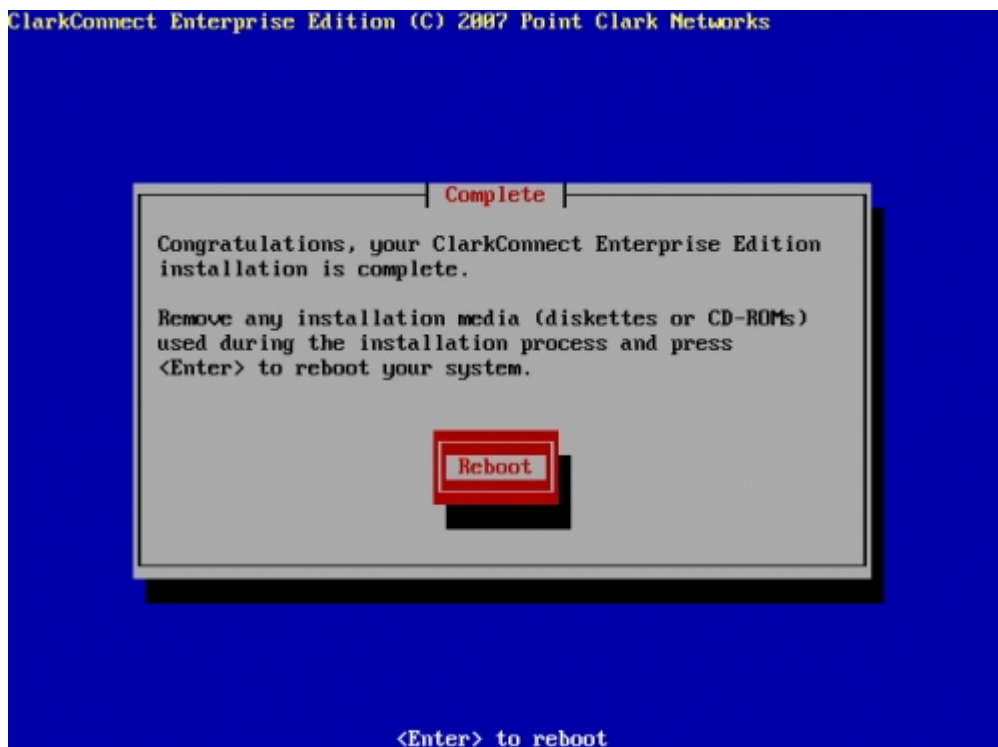 ClarkConnect Enterprise Edition (C) 2007 Point Clark Networks
Complete
Congratulations, your ClarkConnect Enterprise Edition
installation is complete.
Remove any installation media (diskettes or CD-ROMs)
used during the installation process and press
<Enter> to reboot your system.
Reboot
<Enter> to reboot